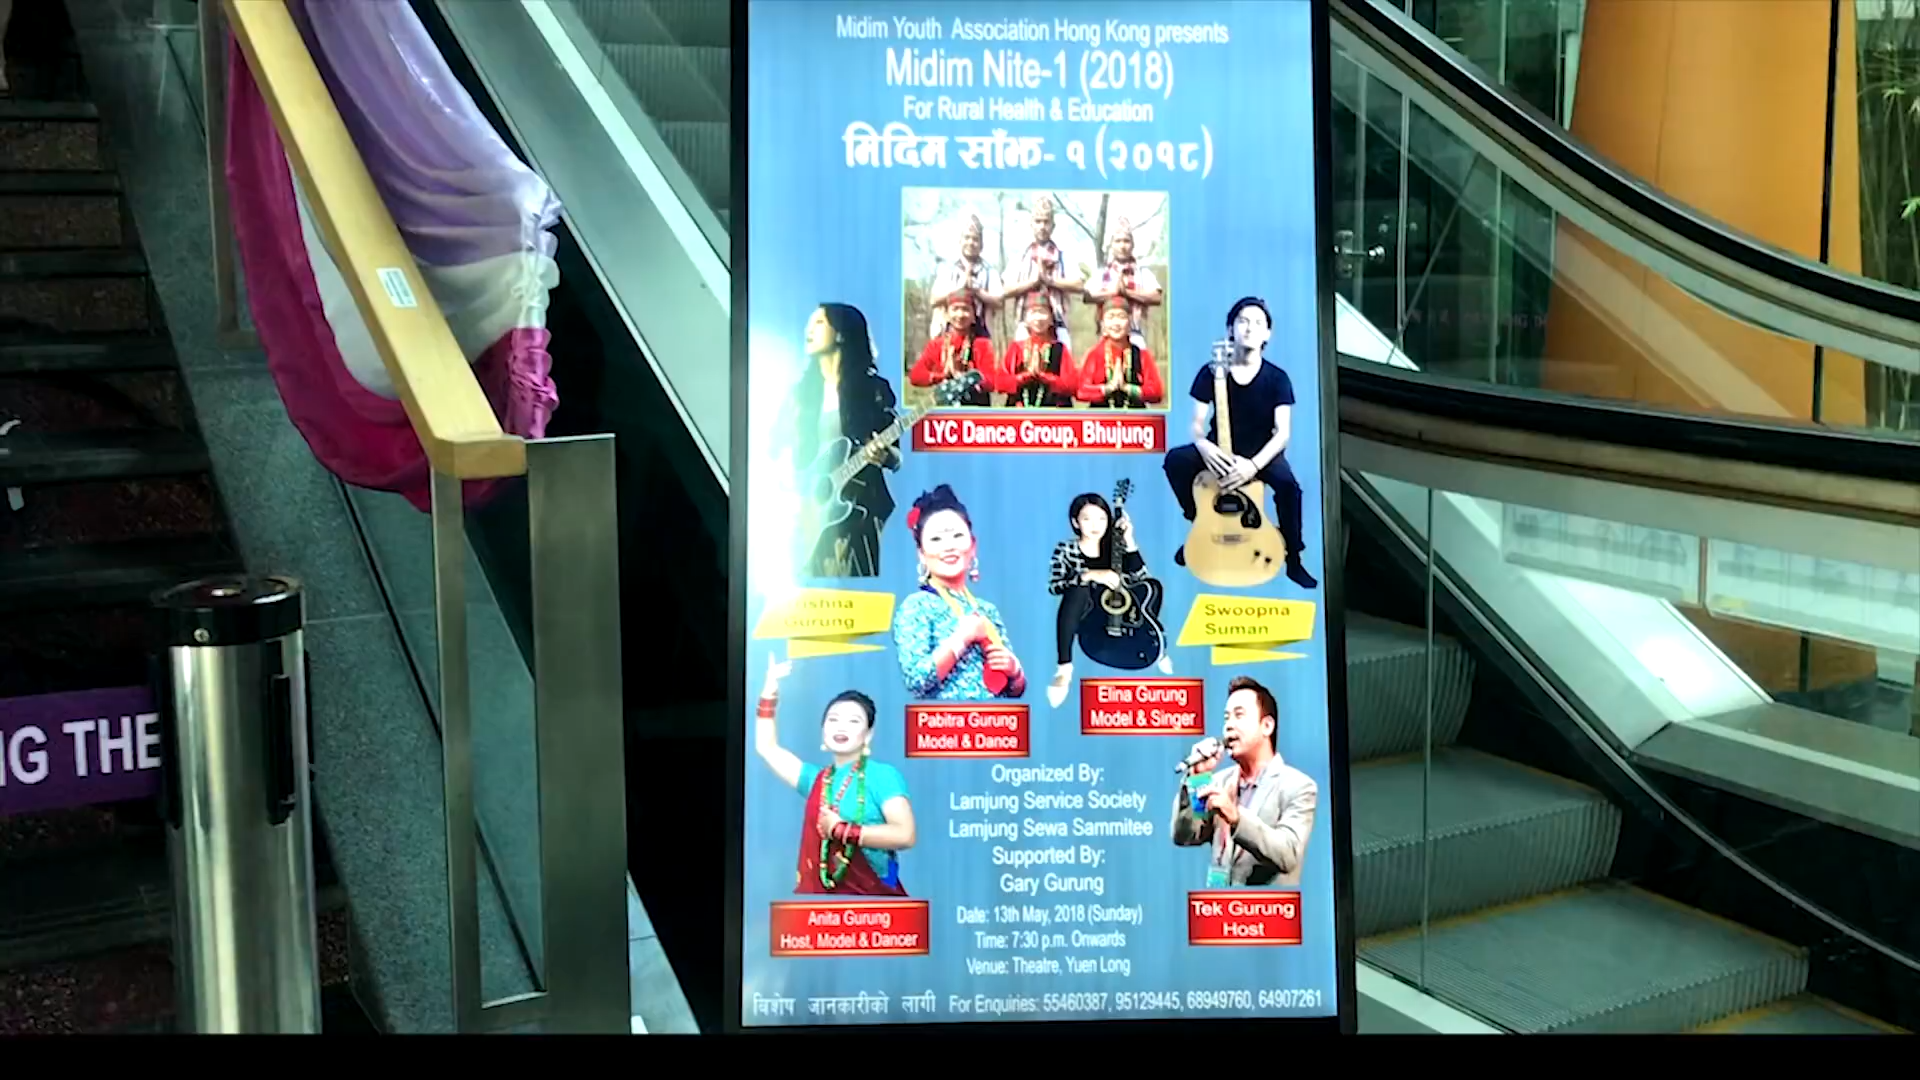 Midim Youth Association Hong Kong presents
Midim Nite-1 (2018)
For Rural Health & Education
मिदिम साँझ- १ (२०१८)
LYC Dance Group, Bhujung
Gurung
Swoopna
Suman
Elina Gurung
Model & Singer
Pabitra Gurung
Model & Dance
NG THE
Organized By:
Lamjung Service Society
Lamjung Sewa Sammitee
Supported By:
Gary Gurung
Anita Gurung
Host, Model & Dancer
Tek Gurung
Host
Date: 13th May, 2018 (Sunday)
Time: 7:30 p.m. Onwards
Venue: Theatre, Yuen Long
विशेष जानकारीको लागी For Enquiries: 55460387, 95129445, 68949760, 64907261